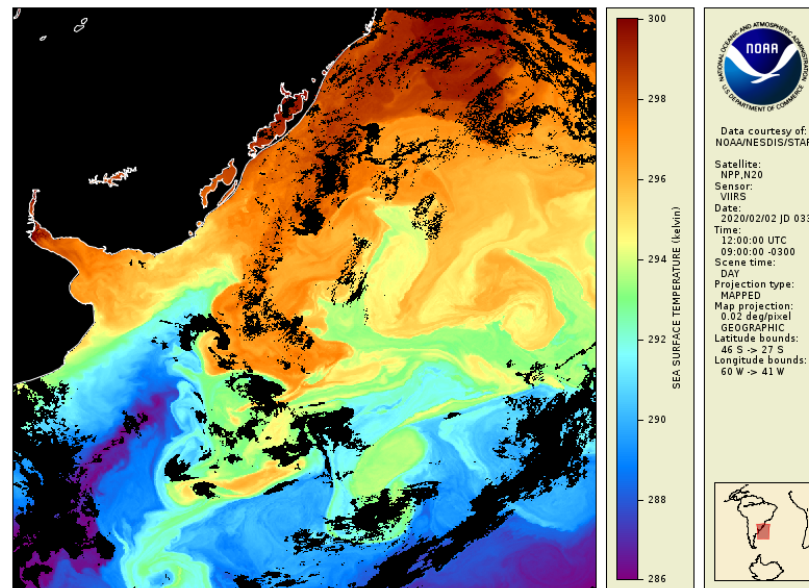 300
298
296
294
292
290
288
286
SEA SURFACE TEMPERATURE (kelvin)
NATIONAL OCEANIC AND ATMOSPHERIC ADMINISTRATION
NOAA
U.S. DEPARTMENT OF COMMERCE
Data courtesy of:
NOAA/NESDIS/STAR
Satellite:
NPP,N20
Sensor:
VIIRS
Date:
2020/02/02 JD 033
Time:
12:00:00 UTC
09:00:00 -0300
Scene time:
DAY
Projection type:
MAPPED
Map projection:
0.02 deg/pixel
GEOGRAPHIC
Latitude bounds:
46 S -> 27 S
Longitude bounds:
60 W -> 41 W